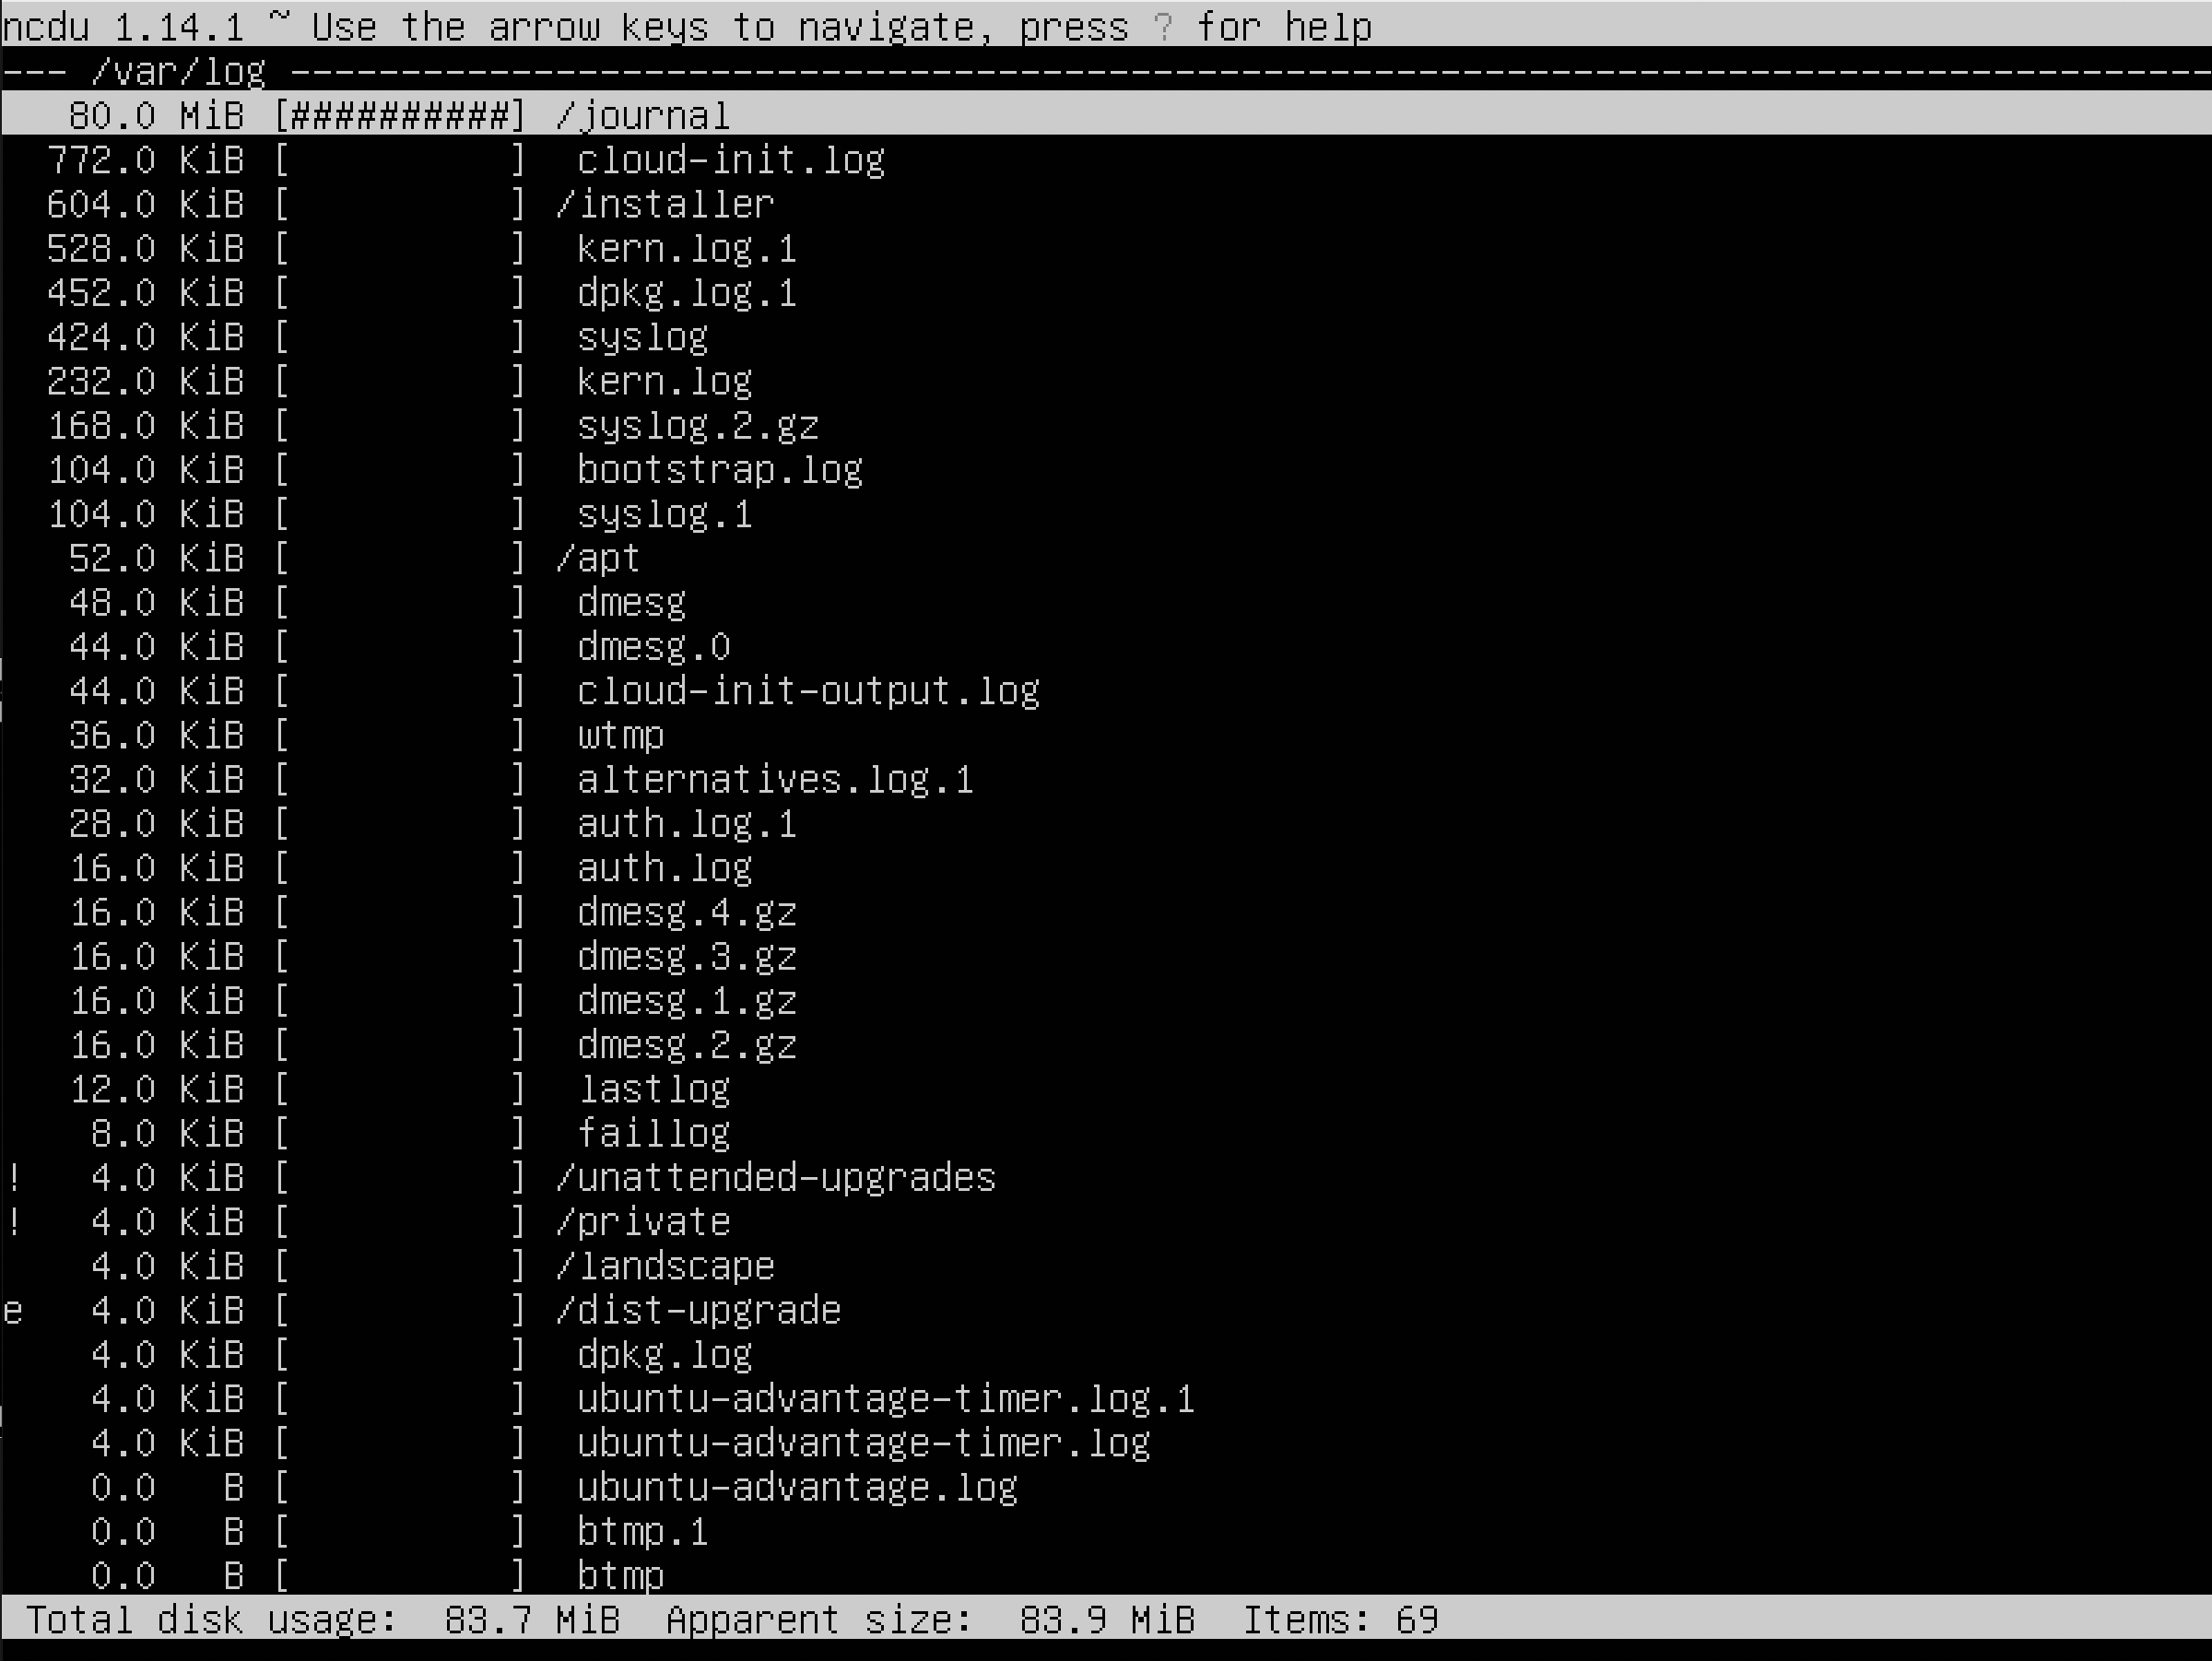 ncdu 1.14.1 ~ Use the arrow keys to navigate, press ? for help
--- /var/log ---------------------------------------------------------------------------------------
80.0 MiB [##########] /journal
772.0 KiB [          ]  cloud-init.log
604.0 KiB [          ] /installer
528.0 KiB [          ]  kern.log.1
452.0 KiB [          ]  dpkg.log.1
424.0 KiB [          ]  syslog
232.0 KiB [          ]  kern.log
168.0 KiB [          ]  syslog.2.gz
104.0 KiB [          ]  bootstrap.log
104.0 KiB [          ]  syslog.1
52.0 KiB [          ] /apt
48.0 KiB [          ]  dmesg
44.0 KiB [          ]  dmesg.0
44.0 KiB [          ]  cloud-init-output.log
36.0 KiB [          ]  wtmp
32.0 KiB [          ]  alternatives.log.1
28.0 KiB [          ]  auth.log.1
16.0 KiB [          ]  auth.log
16.0 KiB [          ]  dmesg.4.gz
16.0 KiB [          ]  dmesg.3.gz
16.0 KiB [          ]  dmesg.1.gz
16.0 KiB [          ]  dmesg.2.gz
12.0 KiB [          ]  lastlog
8.0 KiB [          ]  faillog
! 4.0 KiB [          ] /unattended-upgrades
! 4.0 KiB [          ] /private
4.0 KiB [          ] /landscape
e 4.0 KiB [          ] /dist-upgrade
4.0 KiB [          ]  dpkg.log
4.0 KiB [          ]  ubuntu-advantage-timer.log.1
4.0 KiB [          ]  ubuntu-advantage-timer.log
0.0   B [          ]  ubuntu-advantage.log
0.0   B [          ]  btmp.1
0.0   B [          ]  btmp
Total disk usage:  83.7 MiB  Apparent size:  83.9 MiB  Items: 69